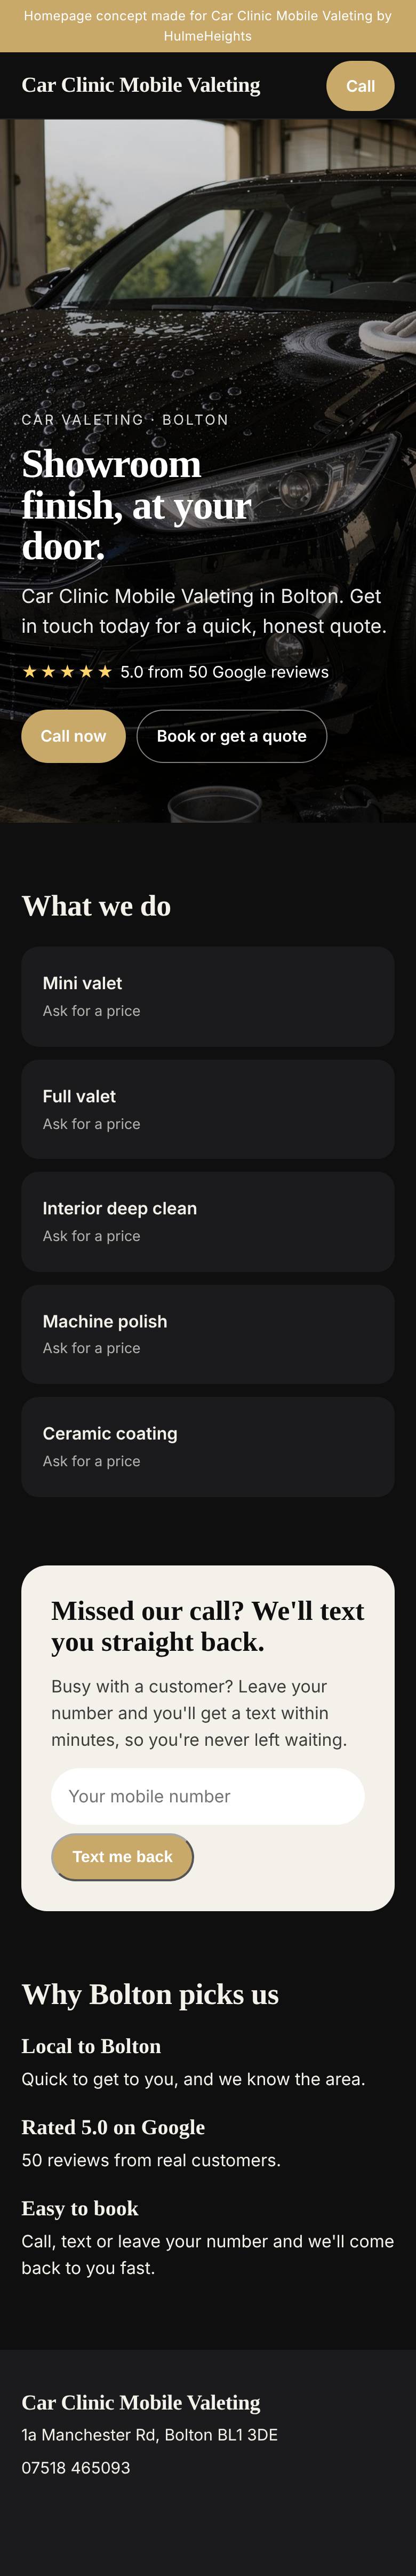 Homepage concept made for Car Clinic Mobile Valeting by
HulmeHeights
Car Clinic Mobile Valeting
Call
CAR VALETING · BOLTON
Showroom
finish, at your
door.
Car Clinic Mobile Valeting in Bolton. Get
in touch today for a quick, honest quote.
★★★★★ 5.0 from 50 Google reviews
Call now
Book or get a quote
What we do
Mini valet
Ask for a price
Full valet
Ask for a price
Interior deep clean
Ask for a price
Machine polish
Ask for a price
Ceramic coating
Ask for a price
Missed our call? We'll text
you straight back.
Busy with a customer? Leave your
number and you'll get a text within
minutes, so you're never left waiting.
Your mobile number
Text me back
Why Bolton picks us
Local to Bolton
Quick to get to you, and we know the area.
Rated 5.0 on Google
50 reviews from real customers.
Easy to book
Call, text or leave your number and we'll come
back to you fast.
Car Clinic Mobile Valeting
1a Manchester Rd, Bolton BL1 3DE
07518 465093